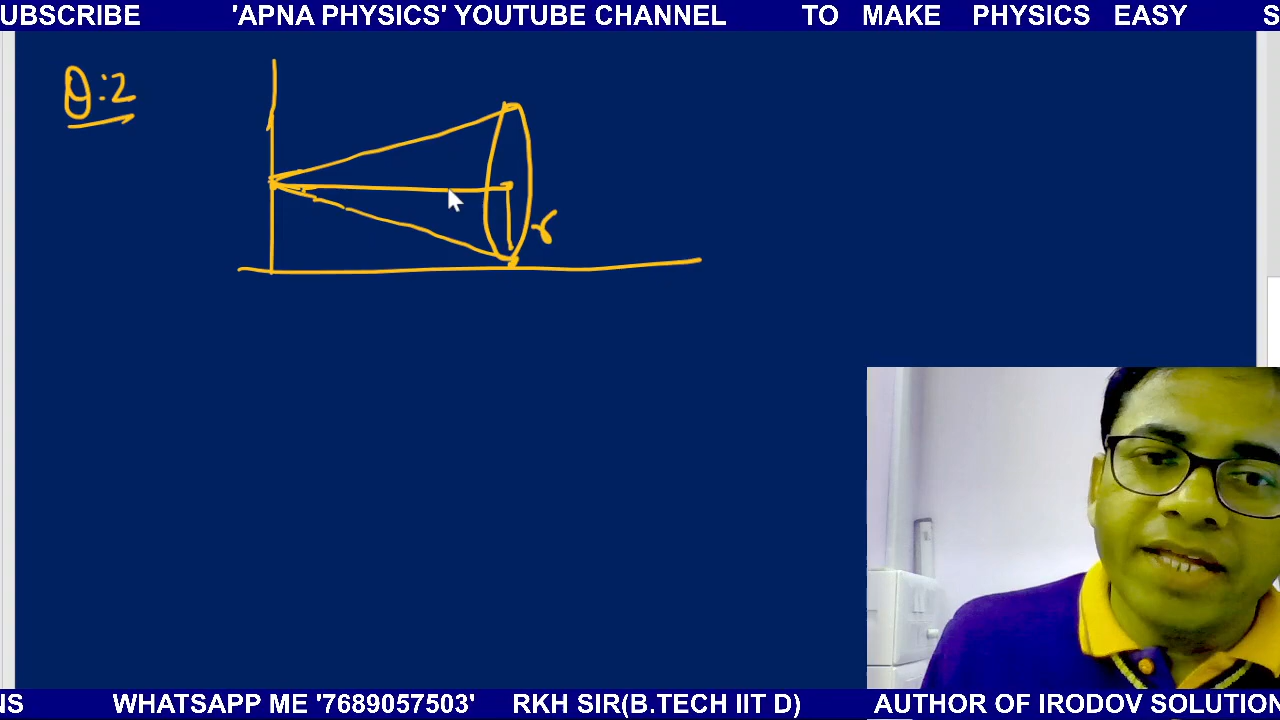 UBSCRIBE 'APNA PHYSICS' YOUTUBE CHANNEL TO MAKE PHYSICS EASY S
Q:2
r
NS WHATSAPP ME '7689057503' RKH SIR(B.TECH IIT D) AUTHOR OF IRODOV SOLUTION